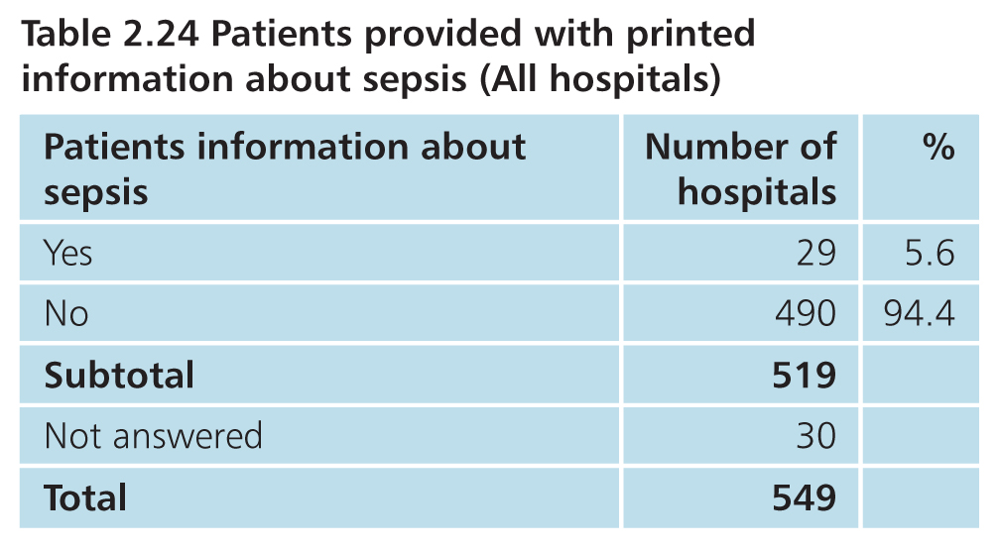 Table 2.24 Patients provided with printed
information about sepsis (All hospitals)
Patients information about sepsis Number of hospitals %
Yes 29 5.6
No 490 94.4
Subtotal 519
Not answered 30
Total 549